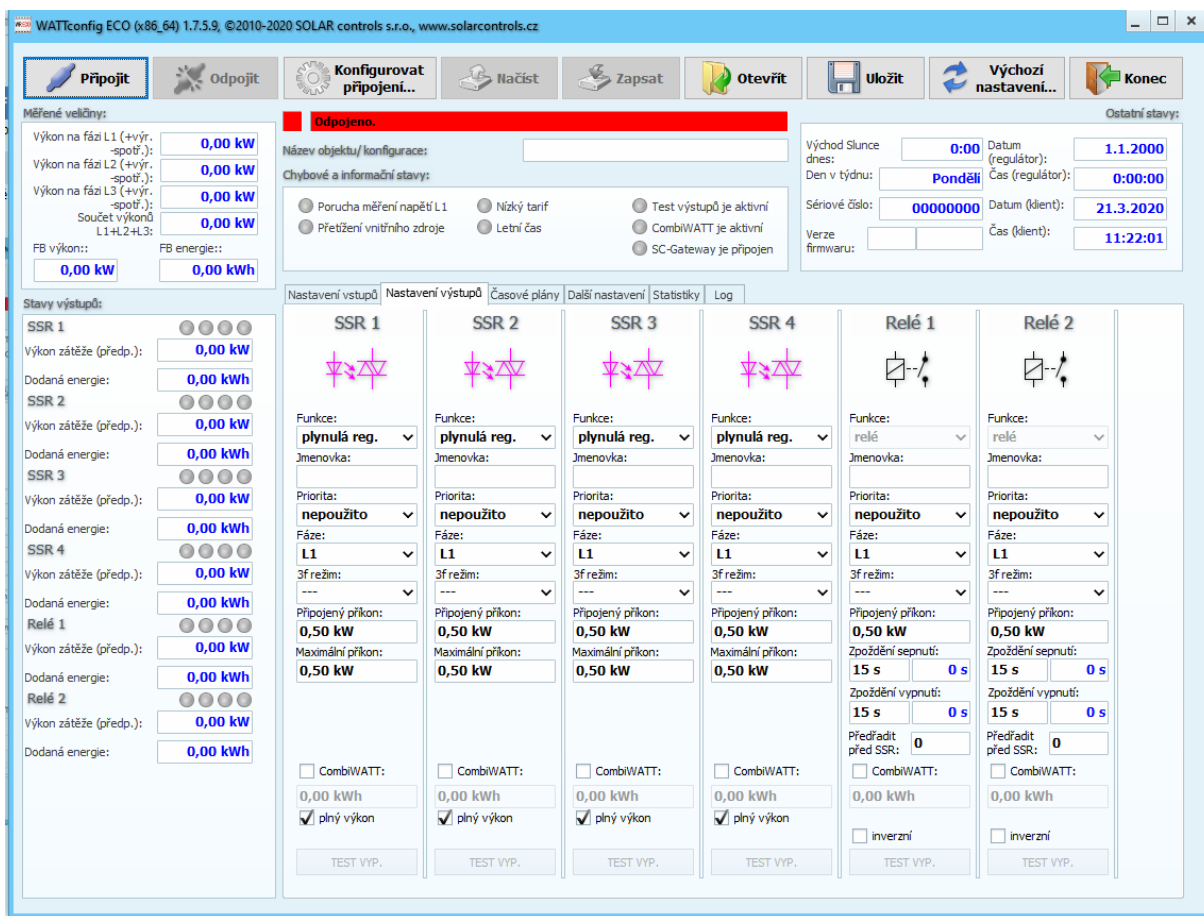 WATTconfig ECO (x86_64) 1.7.5.9, ©2010-2020 SOLAR controls s.r.o., www.solarcontrols.cz
Připojit
Odpojit
Konfigurovat
připojení...
Načíst
Zapsat
Otevřít
Uložit
Výchozí
nastavení...
Konec
Měřené veličiny:
Výkon na fázi L1 (+výr.
-spotř.):
0,00 kW
Výkon na fázi L2 (+výr.
-spotř.):
0,00 kW
Výkon na fázi L3 (+výr.
-spotř.):
0,00 kW
Součet výkonů
L1+L2+L3:
0,00 kW
FB výkon::
FB energie::
0,00 kW
0,00 kWh
Odpojeno.
Název objektu/konfigurace:
Chybové a informační stavy:
Porucha měření napětí L1
Nízký tarif
Test výstupů je aktivní
Přetížení vnitřního zdroje
Letní čas
CombiWATT je aktivní
SC-Gateway je připojen
Ostatní stavy:
Východ Slunce
dnes:
0:00
Datum
(regulátor):
1.1.2000
Den v týdnu:
Pondělí
Čas (regulátor):
0:00:00
Sériové číslo:
00000000
Datum (klient):
21.3.2020
Verze
firmwaru:
Čas (klient):
11:22:01
Stavy výstupů:
SSR 1
Výkon zátěže (předp.):
0,00 kW
Dodaná energie:
0,00 kWh
SSR 2
Výkon zátěže (předp.):
0,00 kW
Dodaná energie:
0,00 kWh
SSR 3
Výkon zátěže (předp.):
0,00 kW
Dodaná energie:
0,00 kWh
SSR 4
Výkon zátěže (předp.):
0,00 kW
Dodaná energie:
0,00 kWh
Relé 1
Výkon zátěže (předp.):
0,00 kW
Dodaná energie:
0,00 kWh
Relé 2
Výkon zátěže (předp.):
0,00 kW
Dodaná energie:
0,00 kWh
Nastavení vstupů
Nastavení výstupů
Časové plány
Další nastavení
Statistiky
Log
SSR 1
Funkce:
plynulá reg.
Jmenovka:
Priorita:
nepoužito
Fáze:
L1
3f režim:
---
Připojený příkon:
0,50 kW
Maximální příkon:
0,50 kW
CombiWATT:
0,00 kWh
plný výkon
TEST VYP.
SSR 2
Funkce:
plynulá reg.
Jmenovka:
Priorita:
nepoužito
Fáze:
L1
3f režim:
---
Připojený příkon:
0,50 kW
Maximální příkon:
0,50 kW
CombiWATT:
0,00 kWh
plný výkon
TEST VYP.
SSR 3
Funkce:
plynulá reg.
Jmenovka:
Priorita:
nepoužito
Fáze:
L1
3f režim:
---
Připojený příkon:
0,50 kW
Maximální příkon:
0,50 kW
CombiWATT:
0,00 kWh
plný výkon
TEST VYP.
SSR 4
Funkce:
plynulá reg.
Jmenovka:
Priorita:
nepoužito
Fáze:
L1
3f režim:
---
Připojený příkon:
0,50 kW
Maximální příkon:
0,50 kW
CombiWATT:
0,00 kWh
plný výkon
TEST VYP.
Relé 1
Funkce:
relé
Jmenovka:
Priorita:
nepoužito
Fáze:
L1
3f režim:
---
Připojený příkon:
0,50 kW
Zpoždění sepnutí:
15 s
0 s
Zpoždění vypnutí:
15 s
0 s
Předřadit
před SSR:
0
CombiWATT:
0,00 kWh
inverzní
TEST VYP.
Relé 2
Funkce:
relé
Jmenovka:
Priorita:
nepoužito
Fáze:
L1
3f režim:
---
Připojený příkon:
0,50 kW
Zpoždění sepnutí:
15 s
0 s
Zpoždění vypnutí:
15 s
0 s
Předřadit
před SSR:
0
CombiWATT:
0,00 kWh
inverzní
TEST VYP.